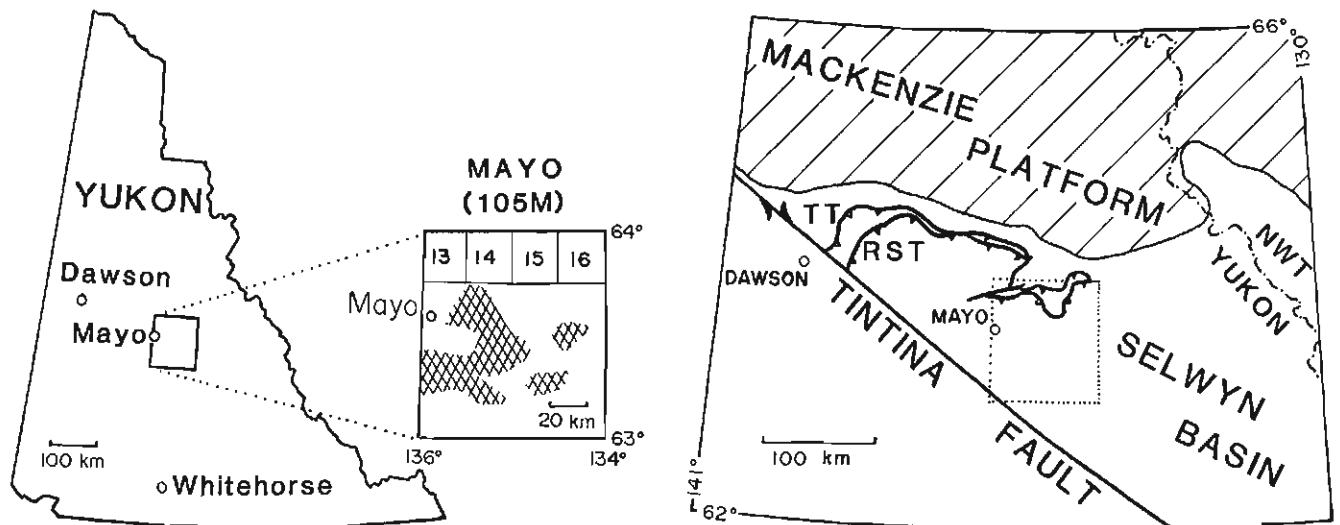 YUKON
Dawson
Mayo
100 km
Whitehorse
MAYO
(105M)
64°
13 14 15 16
Mayo
20 km
63°
136°
134°
66°
130°
MACKENZIE
PLATFORM
TT
RST
NWT
YUKON
DAWSON
MAYO
TINTINA
FAULT
SELWYN
BASIN
100 km
141°
62°